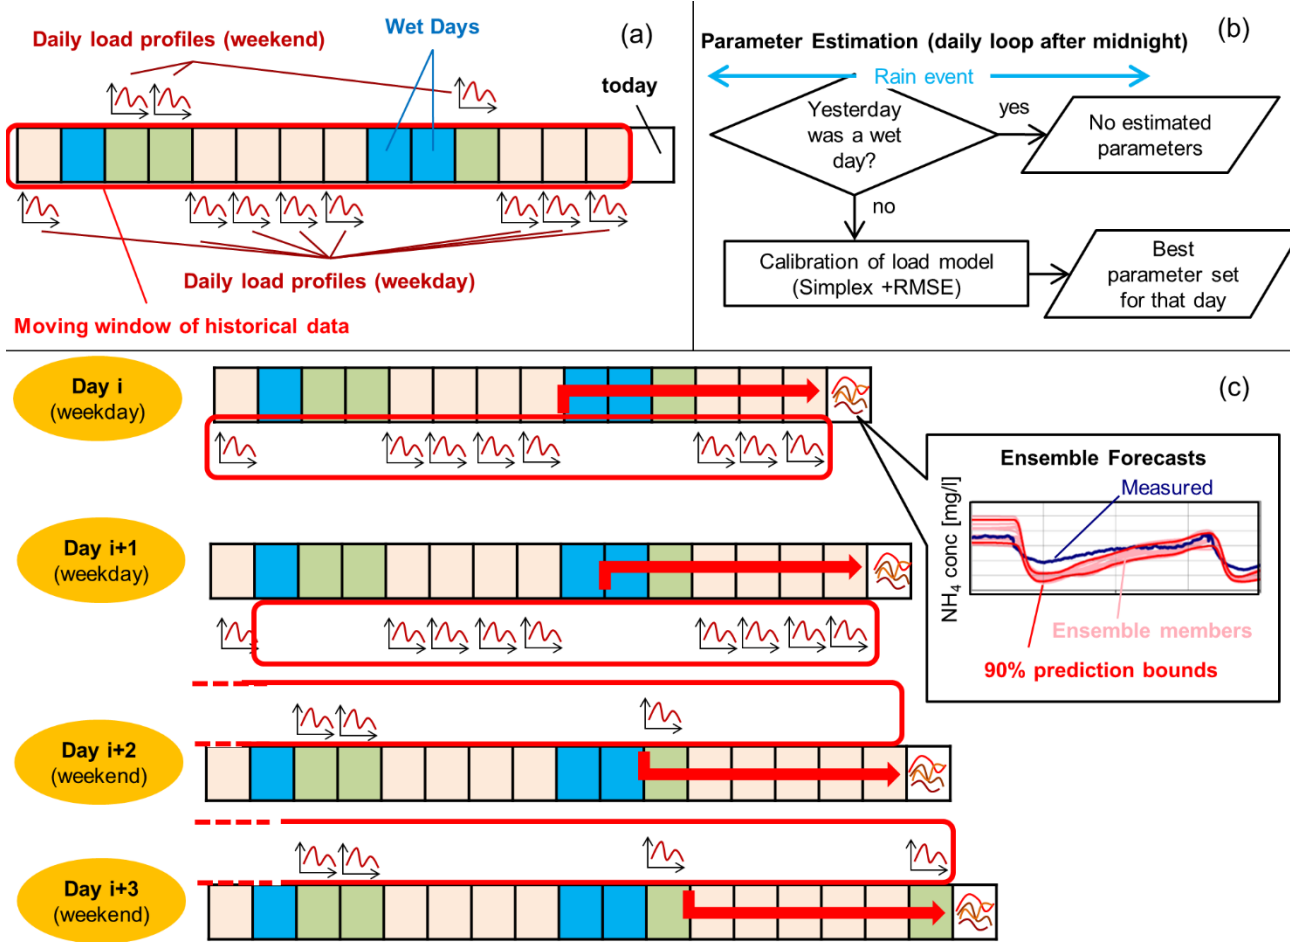 Daily load profiles (weekend)
Wet Days
(a)
today
Daily load profiles (weekday)
Moving window of historical data
(b)
Parameter Estimation (daily loop after midnight)
Rain event
Yesterday
was a wet
day?
yes
No estimated
parameters
no
Calibration of load model
(Simplex +RMSE)
Best
parameter set
for that day
(c)
Day i
(weekday)
Day i+1
(weekday)
Day i+2
(weekend)
Day i+3
(weekend)
Ensemble Forecasts
NH4 conc [mg/l]
Measured
Ensemble members
90% prediction bounds